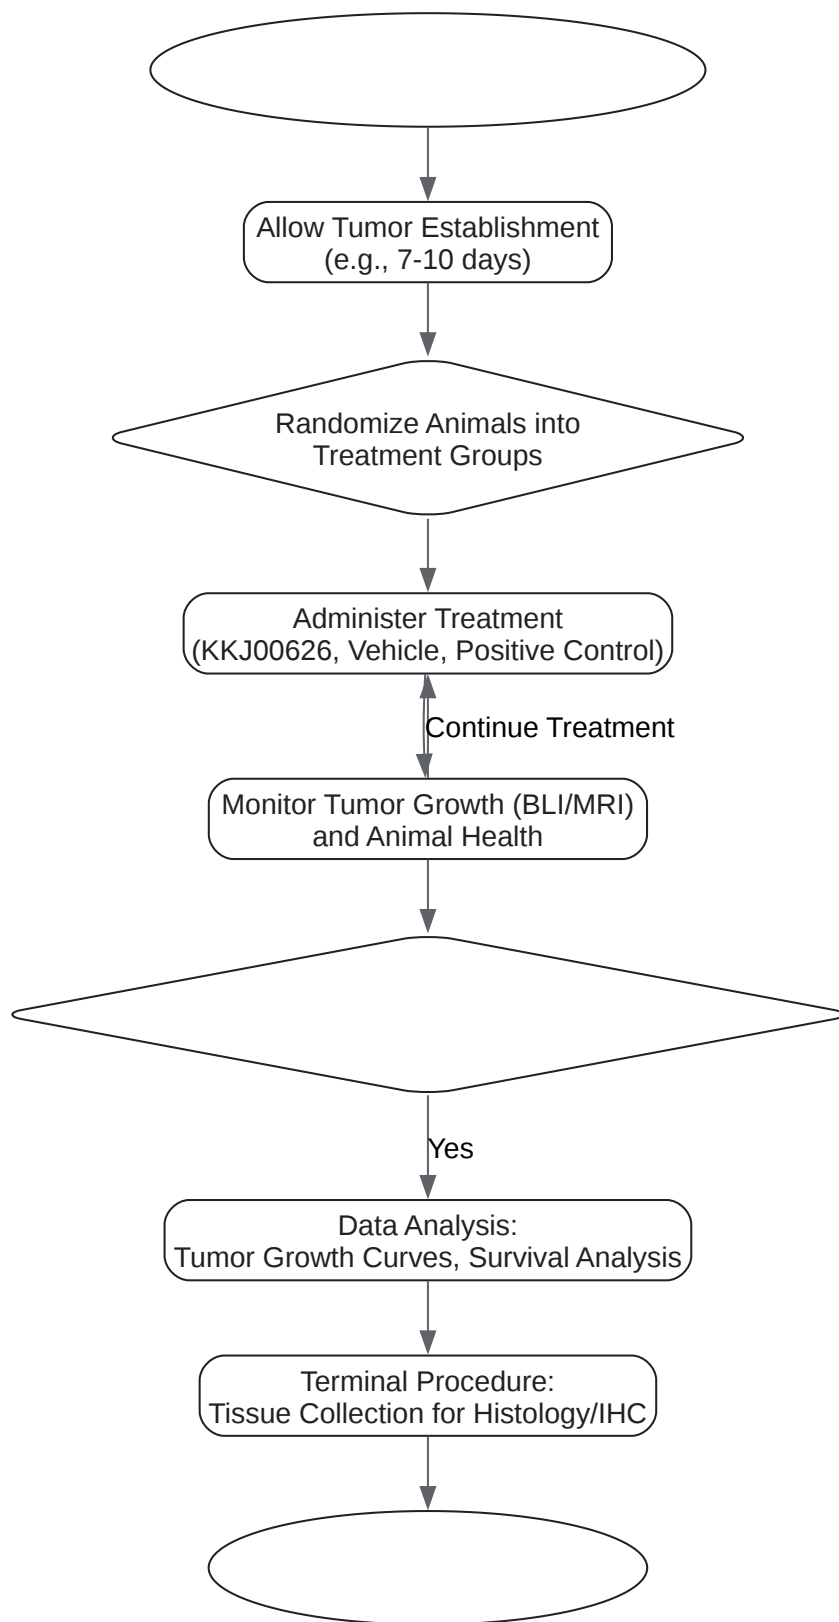 Allow Tumor Establishment
(e.g., 7-10 days)
Randomize Animals into
Treatment Groups
Administer Treatment
(KKJ00626, Vehicle, Positive Control)
Continue Treatment
Monitor Tumor Growth (BLI/MRI)
and Animal Health
Yes
Data Analysis:
Tumor Growth Curves, Survival Analysis
Terminal Procedure:
Tissue Collection for Histology/IHC